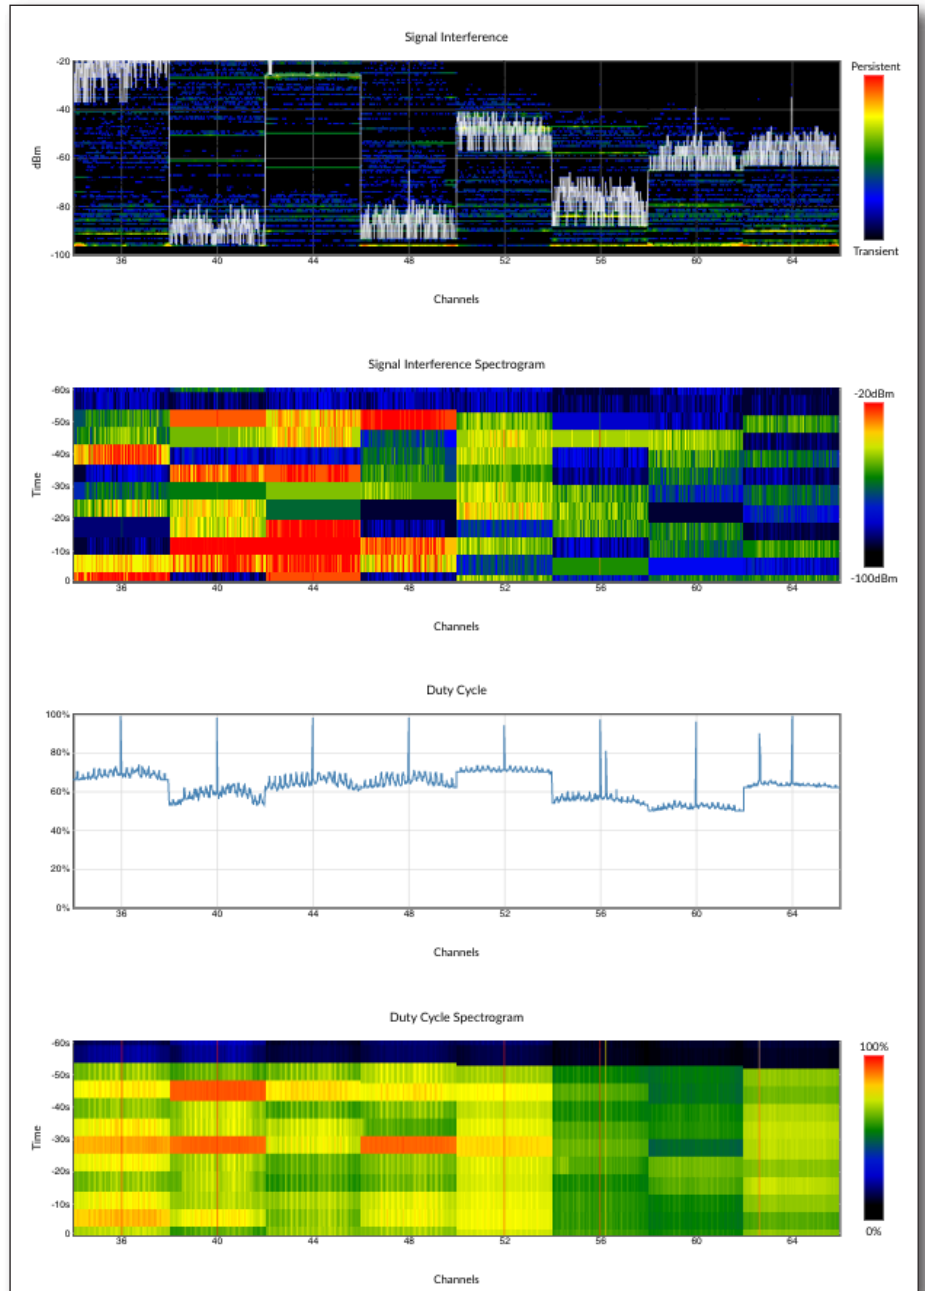 Signal Interference
Persistent
-20
-40
-60
-80
-100
dBm
Transient
36 40 44 48 52 56 60 64
Channels
Signal Interference Spectrogram
-20dBm
-60s
-50s
-40s
-30s
-20s
-10s
0
Time
-100dBm
36 40 44 48 52 56 60 64
Channels
Duty Cycle
100%
80%
60%
40%
20%
0%
36 40 44 48 52 56 60 64
Channels
Duty Cycle Spectrogram
100%
-60s
-50s
-40s
-30s
-20s
-10s
0
Time
0%
36 40 44 48 52 56 60 64
Channels